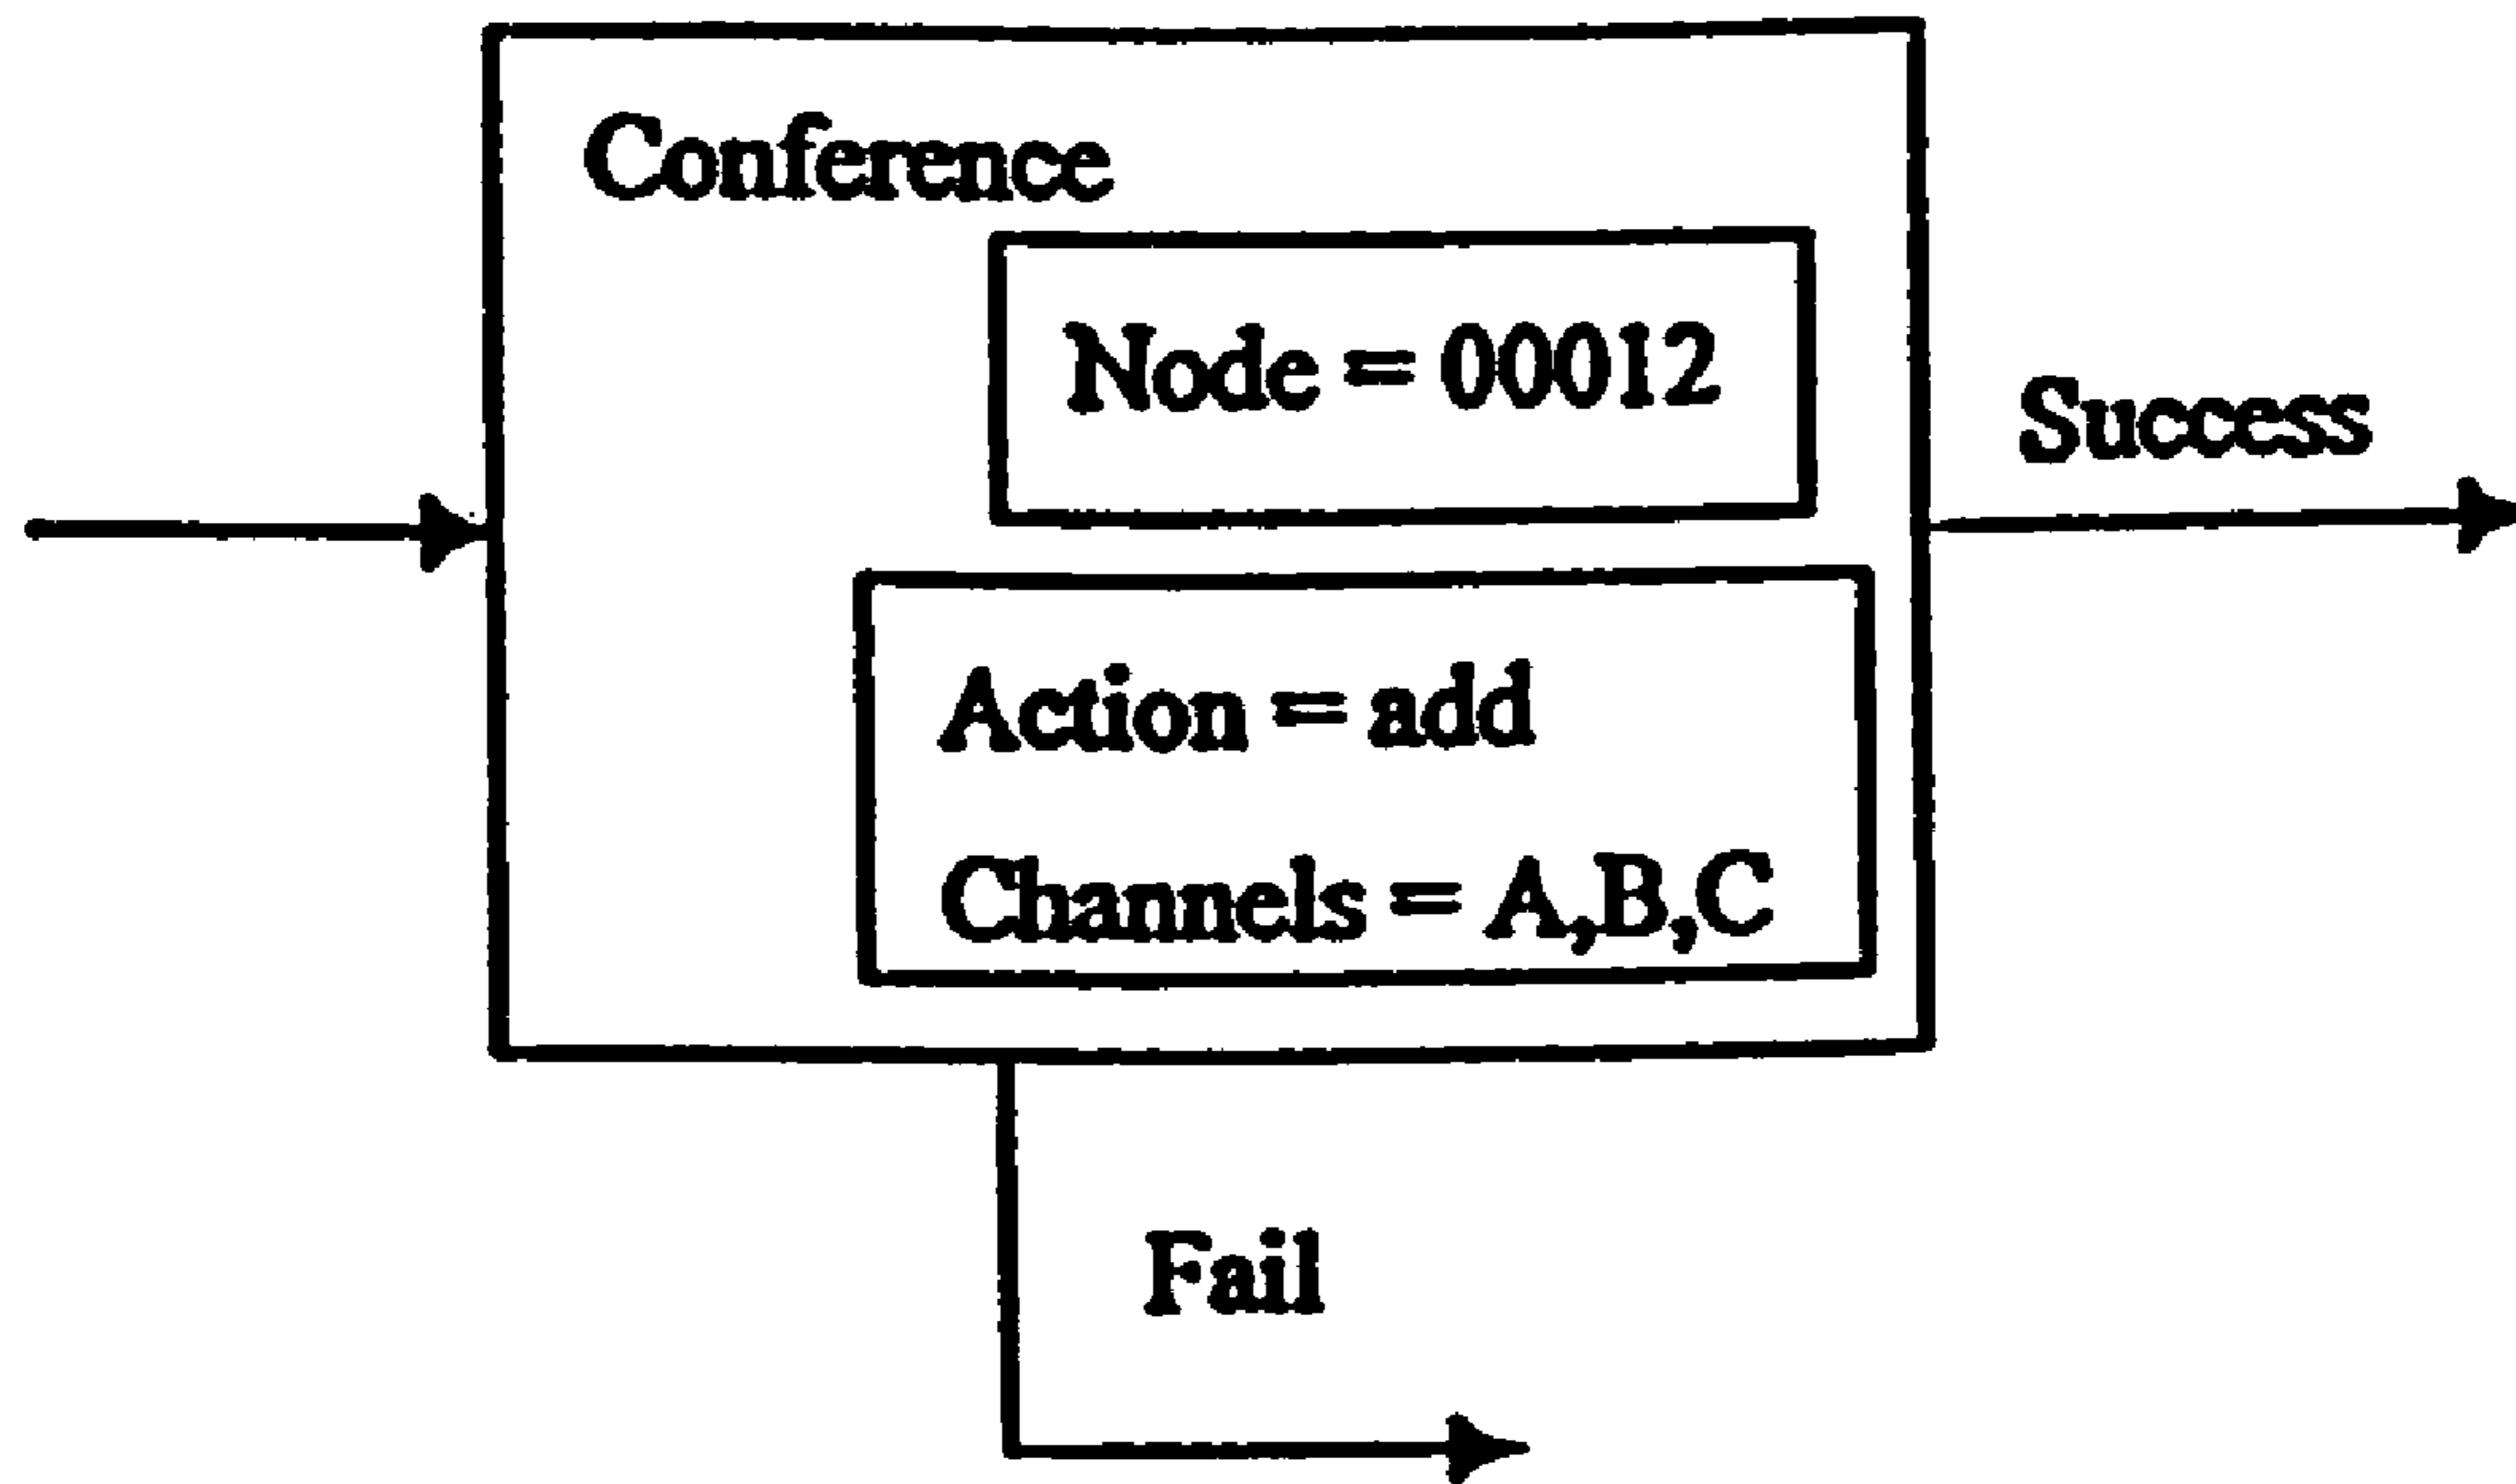 Conference
Node = 00012
Success
Action = add
Channels = A,B,C
Fail